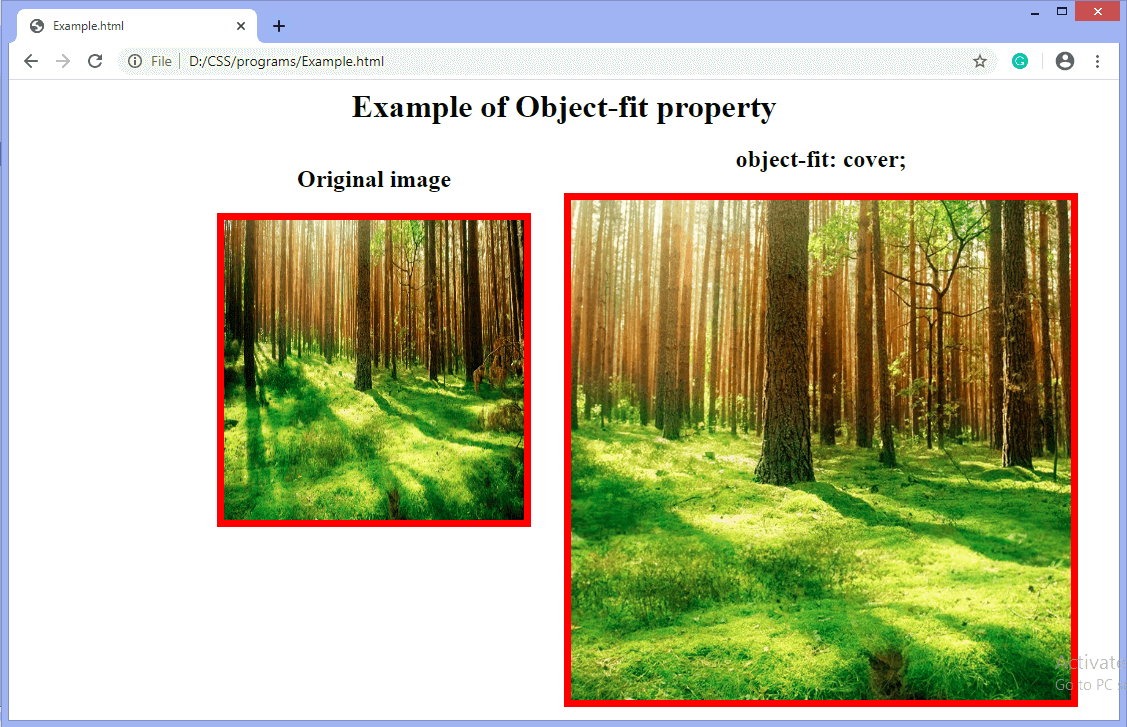 Example.html
File
D:/CSS/programs/Example.html
Example of Object-fit property
Original image
object-fit: cover;
Activate
Go to PC s